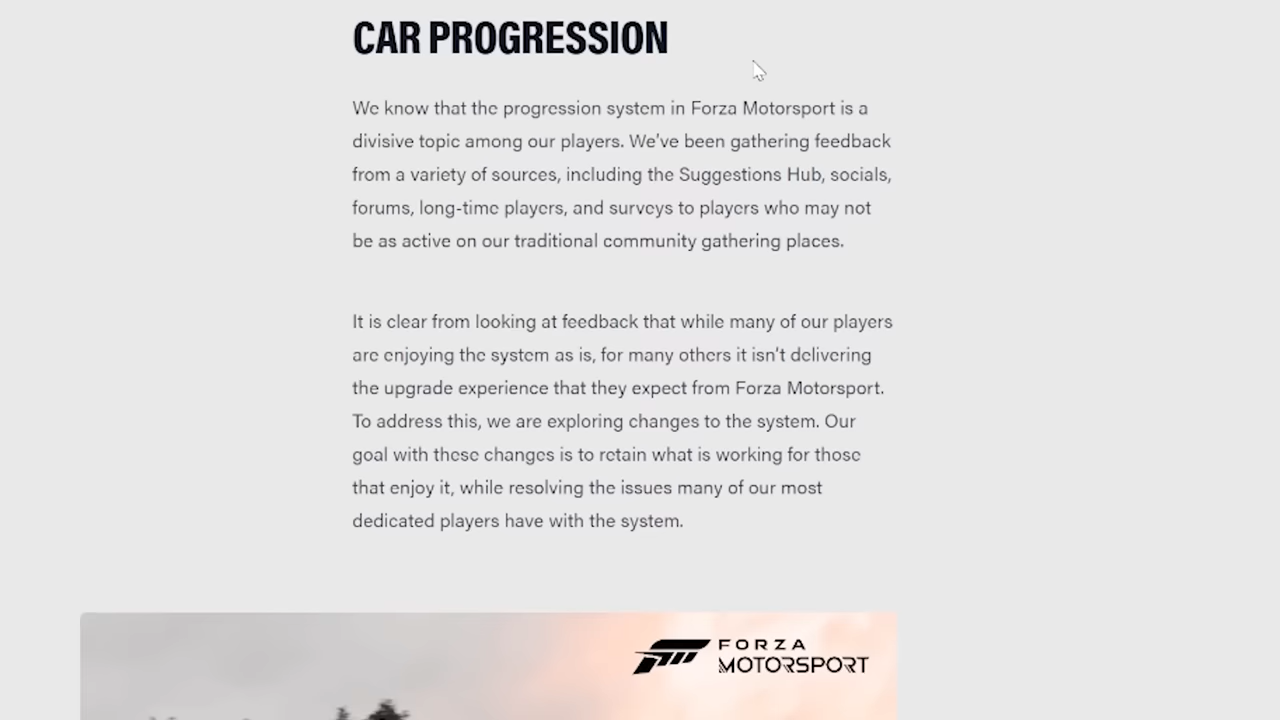 CAR PROGRESSION
We know that the progression system in Forza Motorsport is a
divisive topic among our players. We've been gathering feedback
from a variety of sources, including the Suggestions Hub, socials,
forums, long-time players, and surveys to players who may not
be as active on our traditional community gathering places.
It is clear from looking at feedback that while many of our players
are enjoying the system as is, for many others it isn't delivering
the upgrade experience that they expect from Forza Motorsport.
To address this, we are exploring changes to the system. Our
goal with these changes is to retain what is working for those
that enjoy it, while resolving the issues many of our most
dedicated players have with the system.
FORZA
MOTORSPORT